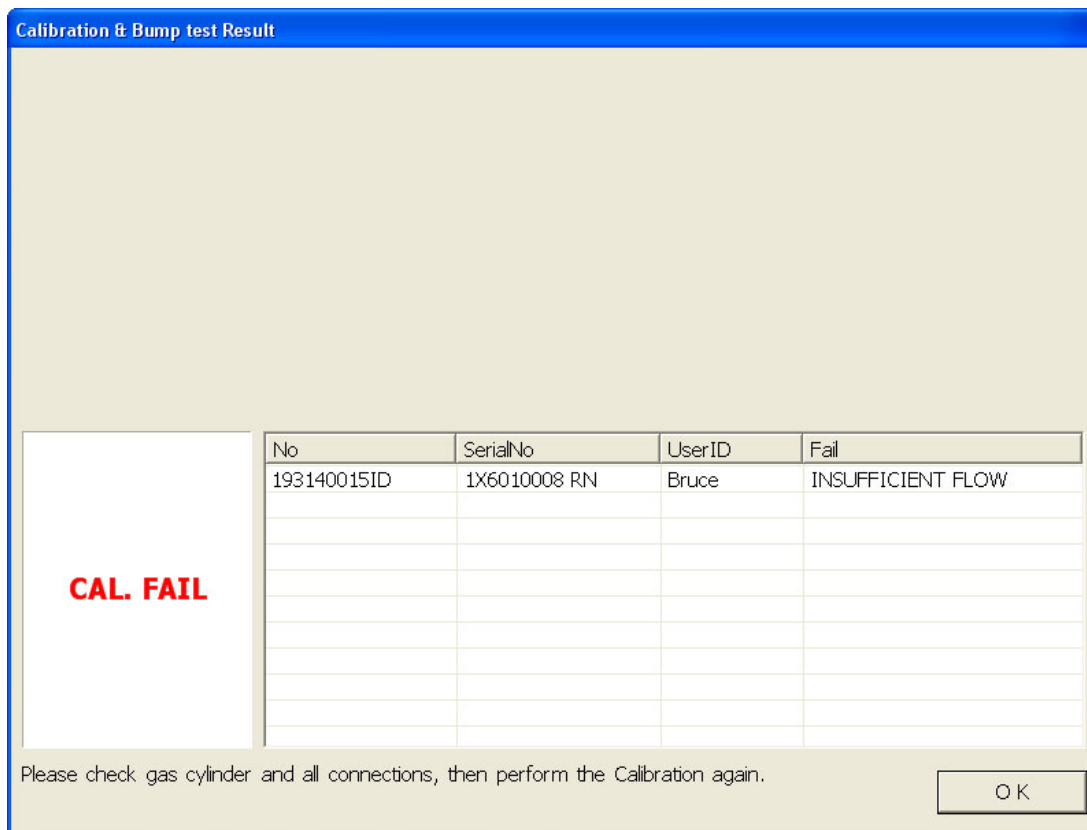 Calibration & Bump test Result
No SerialNo UserID Fail
193140015ID 1X6010008 RN Bruce INSUFFICIENT FLOW
CAL. FAIL
Please check gas cylinder and all connections, then perform the Calibration again.
O K